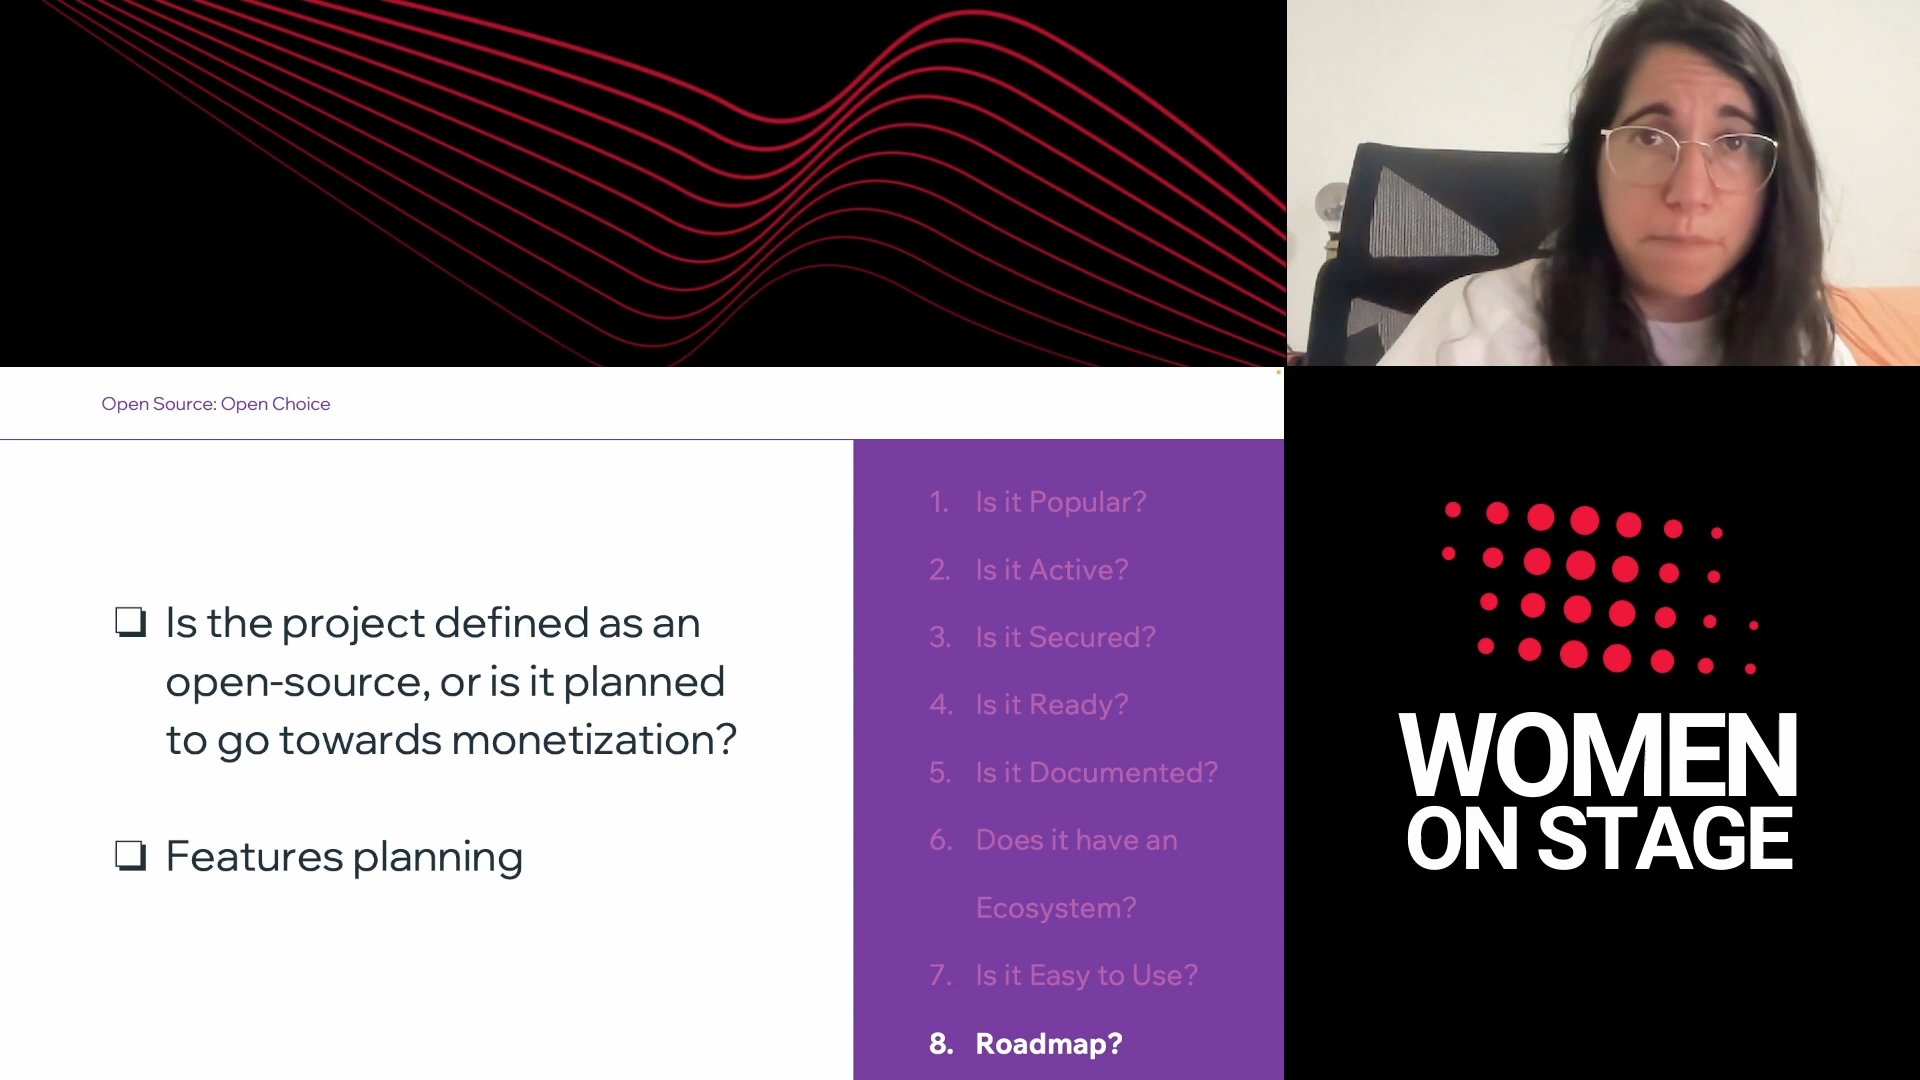 Open Source: Open Choice
❏ Is the project defined as an
open-source, or is it planned
to go towards monetization?
❏ Features planning
1. Is it Popular?
2. Is it Active?
3. Is it Secured?
4. Is it Ready?
5. Is it Documented?
6. Does it have an
Ecosystem?
7. Is it Easy to Use?
8. Roadmap?
WOMEN
ON STAGE